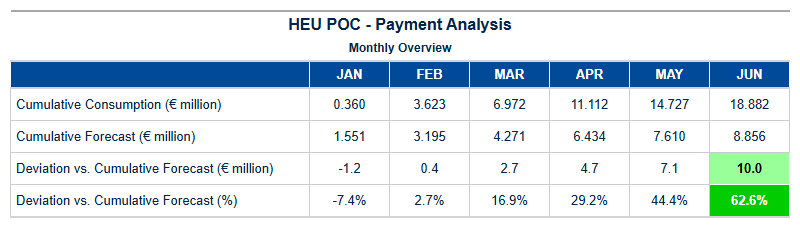 HEU POC - Payment Analysis
Monthly Overview
JAN FEB MAR APR MAY JUN
Cumulative Consumption (€ million) 0.360 3.623 6.972 11.112 14.727 18.882
Cumulative Forecast (€ million) 1.551 3.195 4.271 6.434 7.610 8.856
Deviation vs. Cumulative Forecast (€ million) -1.2 0.4 2.7 4.7 7.1 10.0
Deviation vs. Cumulative Forecast (%) -7.4% 2.7% 16.9% 29.2% 44.4% 62.6%